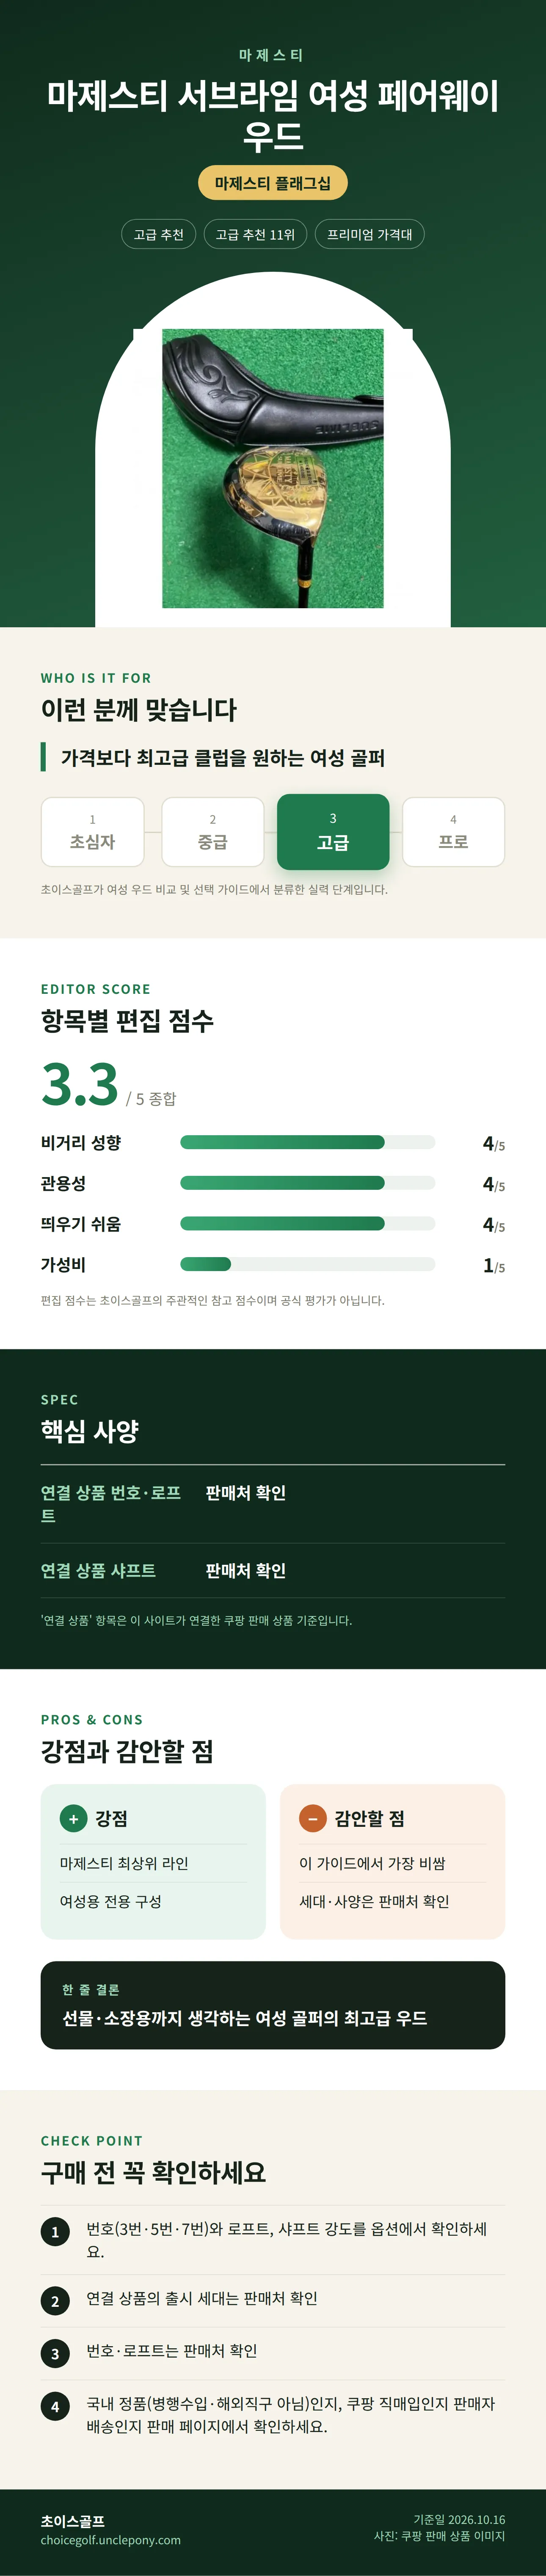 마제스티
마제스티 서브라임 여성 페어웨이
우드
마제스티 플래그십
고급 추천
고급 추천 11위
프리미엄 가격대
WHO IS IT FOR
이런 분께 맞습니다
가격보다 최고급 클럽을 원하는 여성 골퍼
1
초심자
2
중급
3
고급
4
프로
초이스골프가 여성 우드 비교 및 선택 가이드에서 분류한 실력 단계입니다.
EDITOR SCORE
항목별 편집 점수
3.3 / 5 종합
비거리 성향 4/5
관용성 4/5
띄우기 쉬움 4/5
가성비 1/5
편집 점수는 초이스골프의 주관적인 참고 점수이며 공식 평가가 아닙니다.
SPEC
핵심 사양
연결 상품 번호·로프
트
판매처 확인
연결 상품 샤프트 판매처 확인
'연결 상품' 항목은 이 사이트가 연결한 쿠팡 판매 상품 기준입니다.
PROS & CONS
강점과 감안할 점
+ 강점
마제스티 최상위 라인
여성용 전용 구성
− 감안할 점
이 가이드에서 가장 비쌈
세대·사양은 판매처 확인
한 줄 결론
선물·소장용까지 생각하는 여성 골퍼의 최고급 우드
CHECK POINT
구매 전 꼭 확인하세요
1 번호(3번·5번·7번)와 로프트, 샤프트 강도를 옵션에서 확인하세
요.
2 연결 상품의 출시 세대는 판매처 확인
3 번호·로프트는 판매처 확인
4 국내 정품(병행수입·해외직구 아님)인지, 쿠팡 직매입인지 판매자
배송인지 판매 페이지에서 확인하세요.
초이스골프
choicegolf.unclepony.com
기준일 2026.10.16
사진: 쿠팡 판매 상품 이미지